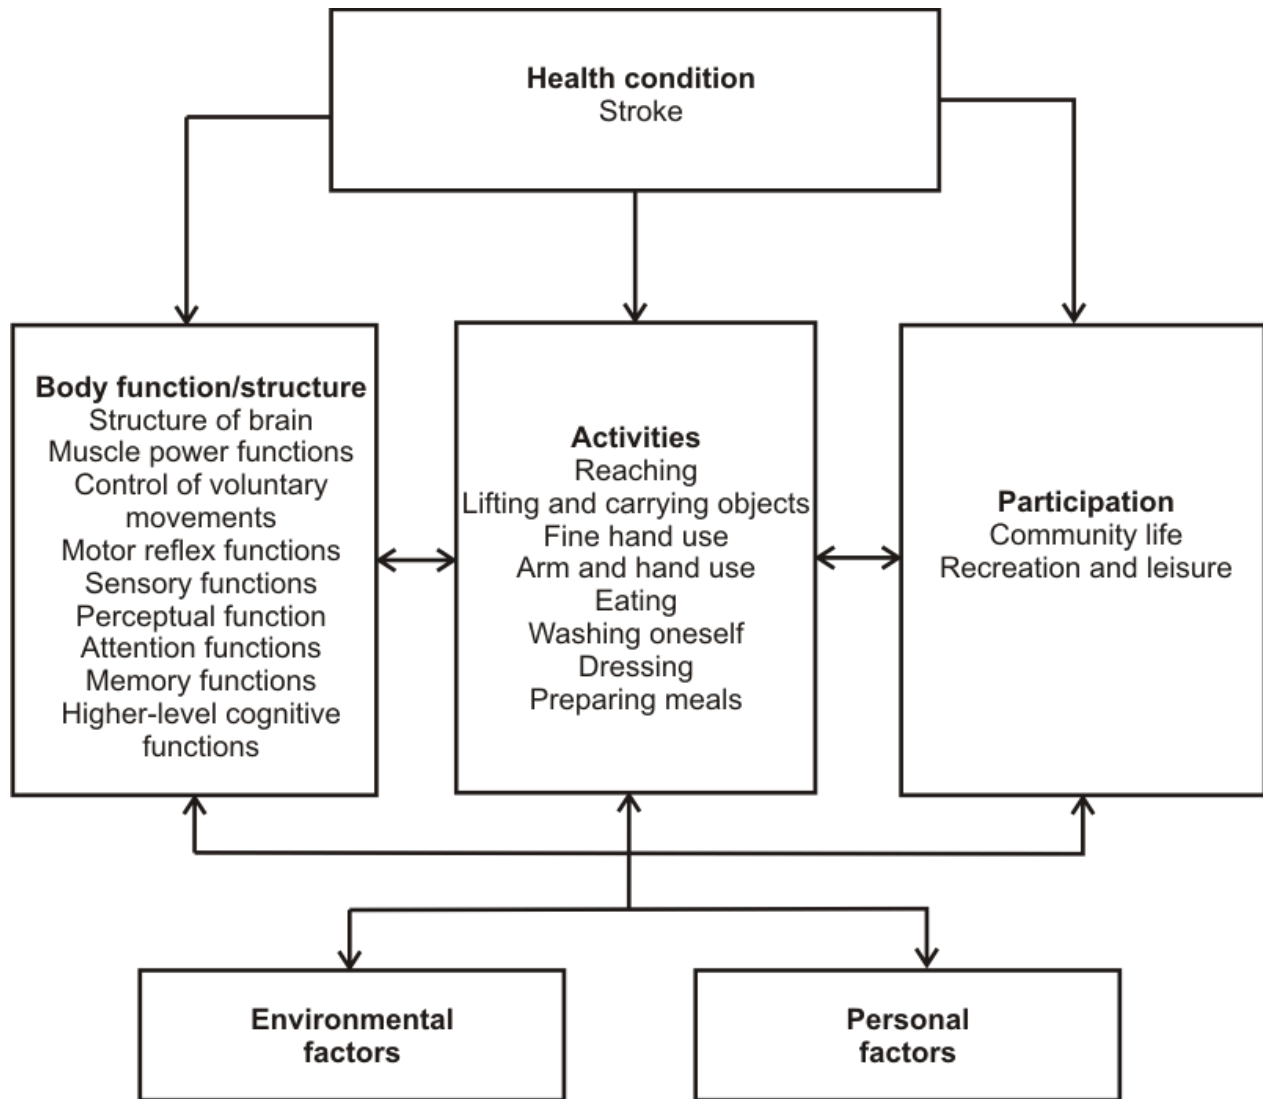 Health condition
Stroke
Body function/structure
Structure of brain
Muscle power functions
Control of voluntary
movements
Motor reflex functions
Sensory functions
Perceptual function
Attention functions
Memory functions
Higher-level cognitive
functions
Activities
Reaching
Lifting and carrying objects
Fine hand use
Arm and hand use
Eating
Washing oneself
Dressing
Preparing meals
Participation
Community life
Recreation and leisure
Environmental
factors
Personal
factors